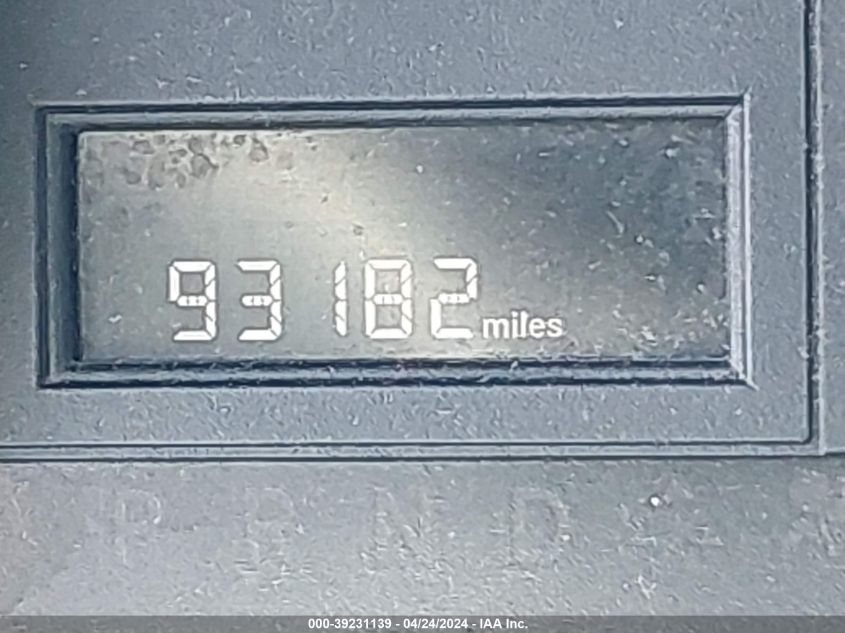 93182 miles
P R N D
000-39231139 - 04/24/2024 - IAA Inc.